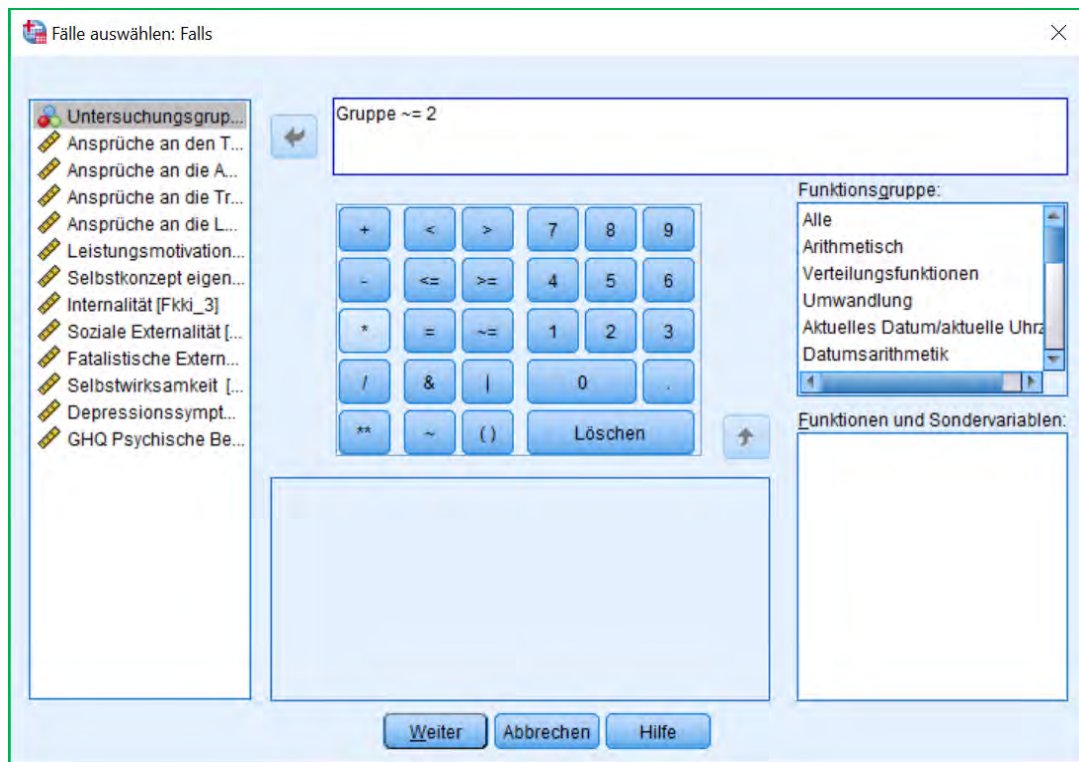 Fälle auswählen: Falls
Untersuchungsgrup...
Ansprüche an den T...
Ansprüche an die A...
Ansprüche an die Tr...
Ansprüche an die L...
Leistungsmotivation...
Selbstkonzept eigen...
Internalität [Fkki_3]
Soziale Externalität [...
Fatalistische Extern...
Selbstwirksamkeit [...
Depressionssympt...
GHQ Psychische Be...
Gruppe ~= 2
+ < > 7 8 9
- <= >= 4 5 6
* = ~= 1 2 3
/ & | 0 .
** ~ ( ) Löschen
Funktionsgruppe:
Alle
Arithmetisch
Verteilungsfunktionen
Umwandlung
Aktuelles Datum/aktuelle Uhrz
Datumsarithmetik
Funktionen und Sondervariablen:
Weiter Abbrechen Hilfe